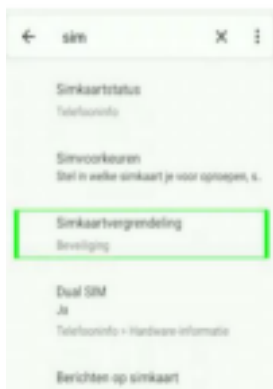 sim
Simkaartstatus
Telefooninfo
Simvoorkeuren
Stel in welke simkaart je voor oproepen, s..
Simkaartvergrendeling
Beveiliging
Dual SIM
Ja
Telefooninfo > Hardware-informatie
Berichten op simkaart